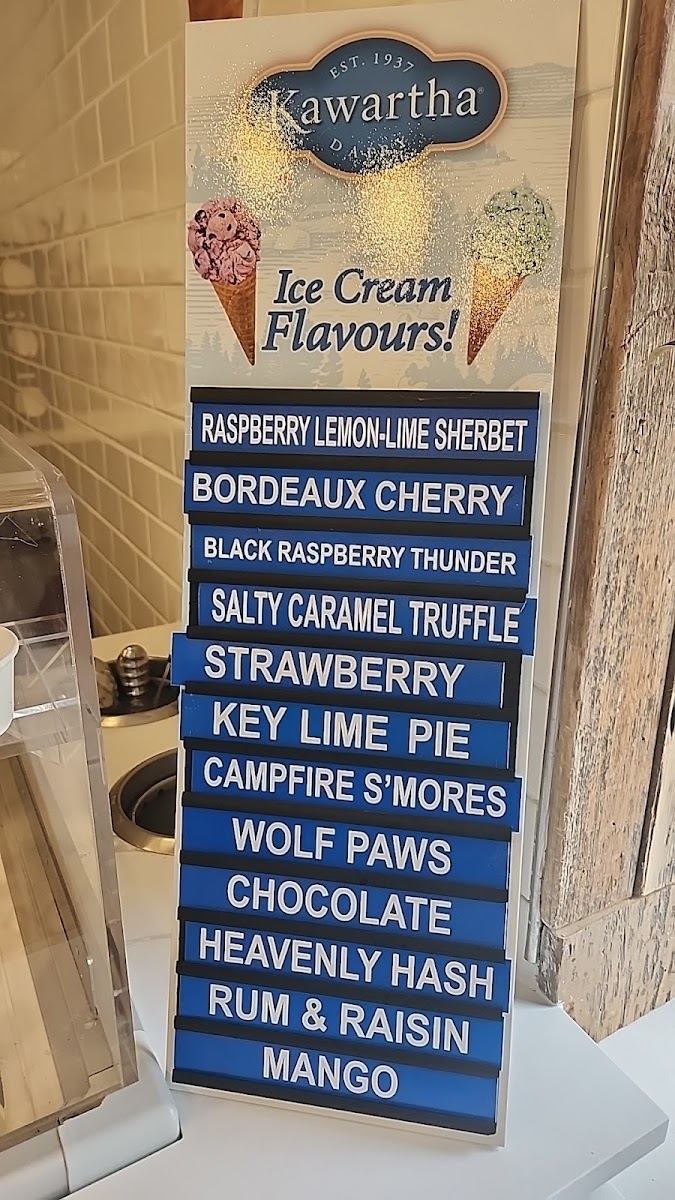 EST. 1937
Kawartha
DAIRY
Ice Cream
Flavours!
RASPBERRY LEMON-LIME SHERBET
BORDEAUX CHERRY
BLACK RASPBERRY THUNDER
SALTY CARAMEL TRUFFLE
STRAWBERRY
KEY LIME PIE
CAMPFIRE S'MORES
WOLF PAWS
CHOCOLATE
HEAVENLY HASH
RUM & RAISIN
MANGO